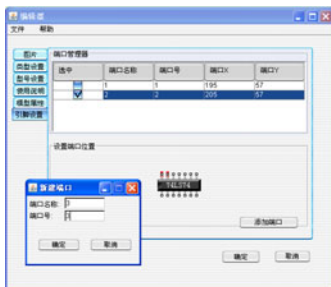 编辑器
文件 帮助
图片
类型设置
型号设置
使用说明
模型属性
引脚设置
端口管理器
选中 端口名称 端口号 端口X 端口Y
1 1 195 57
2 2 205 57
设置端口位置
74LS74
添加端口
新建端口
端口名称: 3
端口号: 3
确定 取消
确定 取消